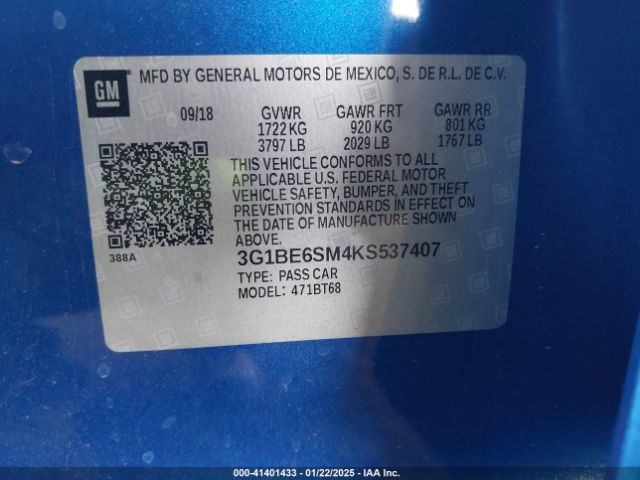 GM
MFD BY GENERAL MOTORS DE MEXICO, S. DE R.L. DE C.V.
09/18 GVWR GAWR FRT GAWR RR
1722 KG 920 KG 801 KG
3797 LB 2029 LB 1767 LB
THIS VEHICLE CONFORMS TO ALL
APPLICABLE U.S. FEDERAL MOTOR
VEHICLE SAFETY, BUMPER, AND THEFT
PREVENTION STANDARDS IN EFFECT ON
THE DATE OF MANUFACTURE SHOWN
ABOVE.
388A
3G1BE6SM4KS537407
TYPE: PASS CAR
MODEL: 471BT68
000-41401433 - 01/22/2025 - IAA Inc.